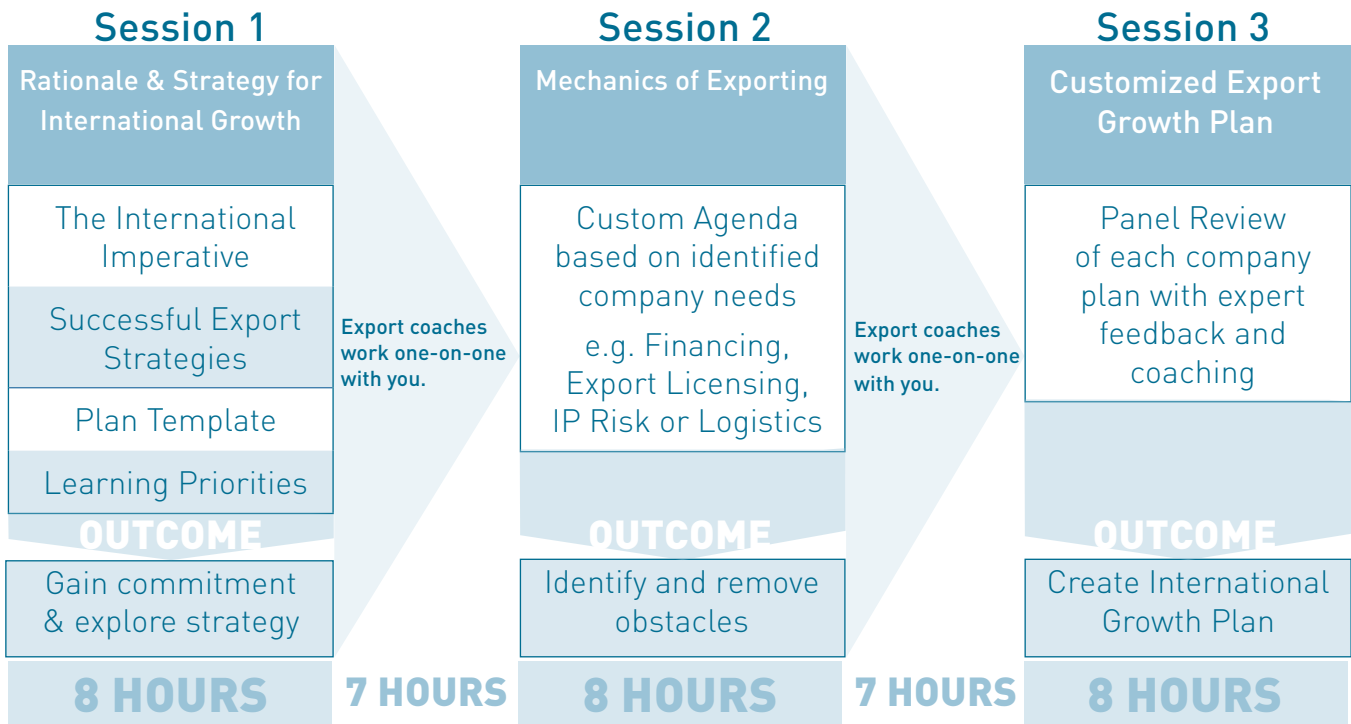 Session 1
Rationale & Strategy for
International Growth
The International
Imperative
Successful Export
Strategies
Plan Template
Learning Priorities
OUTCOME
Gain commitment
& explore strategy
8 HOURS
Export coaches
work one-on-one
with you.
7 HOURS
Session 2
Mechanics of Exporting
Custom Agenda
based on identified
company needs
e.g. Financing,
Export Licensing,
IP Risk or Logistics
OUTCOME
Identify and remove
obstacles
8 HOURS
Export coaches
work one-on-one
with you.
7 HOURS
Session 3
Customized Export
Growth Plan
Panel Review
of each company
plan with expert
feedback and
coaching
OUTCOME
Create International
Growth Plan
8 HOURS